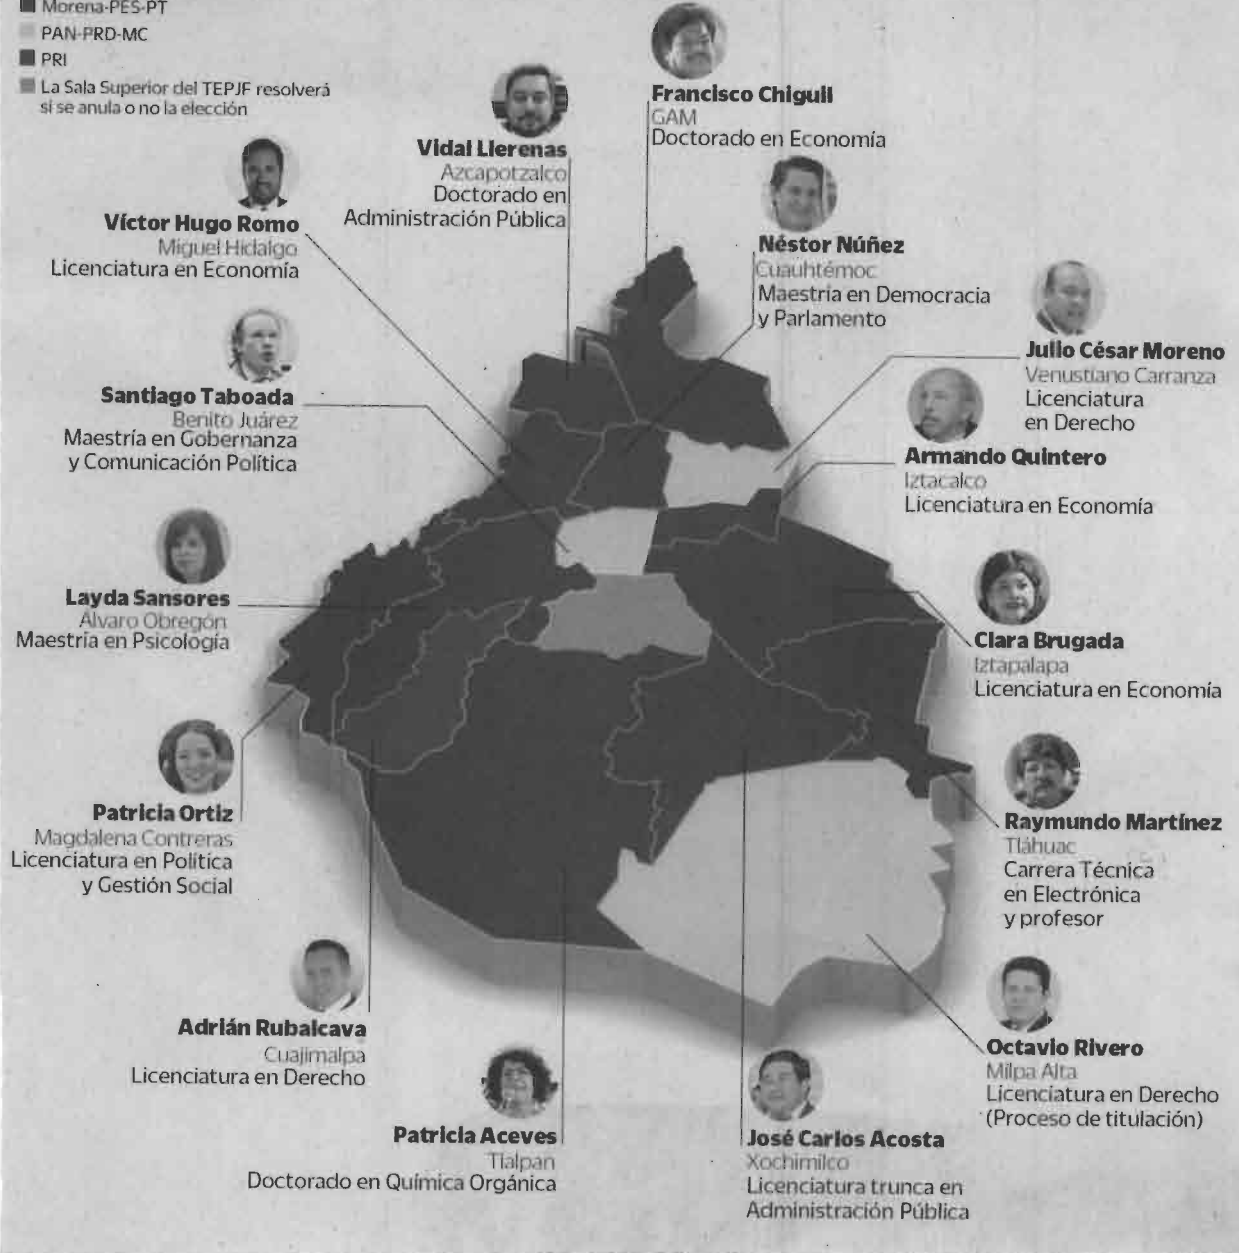 Morena-PES-PT
PAN-PRD-MC
PRI
La Sala Superior del TEPJF resolverá
si se anula o no la elección
Francisco Chiguil
GAM
Doctorado en Economía
Vidal Llerenas
Azcapotzalco
Doctorado en
Administración Pública
Víctor Hugo Romo
Miguel Hidalgo
Licenciatura en Economía
Néstor Núñez
Cuauhtémoc
Maestría en Democracia
y Parlamento
Julio César Moreno
Venustiano Carranza
Licenciatura
en Derecho
Santiago Taboada
Benito Juárez
Maestría en Gobernanza
y Comunicación Política
Armando Quintero
Iztacalco
Licenciatura en Economía
Layda Sansores
Álvaro Obregón
Maestría en Psicología
Clara Brugada
Iztapalapa
Licenciatura en Economía
Patricia Ortiz
Magdalena Contreras
Licenciatura en Política
y Gestión Social
Raymundo Martínez
Tláhuac
Carrera Técnica
en Electrónica
y profesor
Adrián Rubalcava
Cuajimalpa
Licenciatura en Derecho
Octavio Rivero
Milpa Alta
Licenciatura en Derecho
(Proceso de titulación)
Patricia Aceves
Tlalpan
Doctorado en Química Orgánica
José Carlos Acosta
Xochimilco
Licenciatura trunca en
Administración Pública